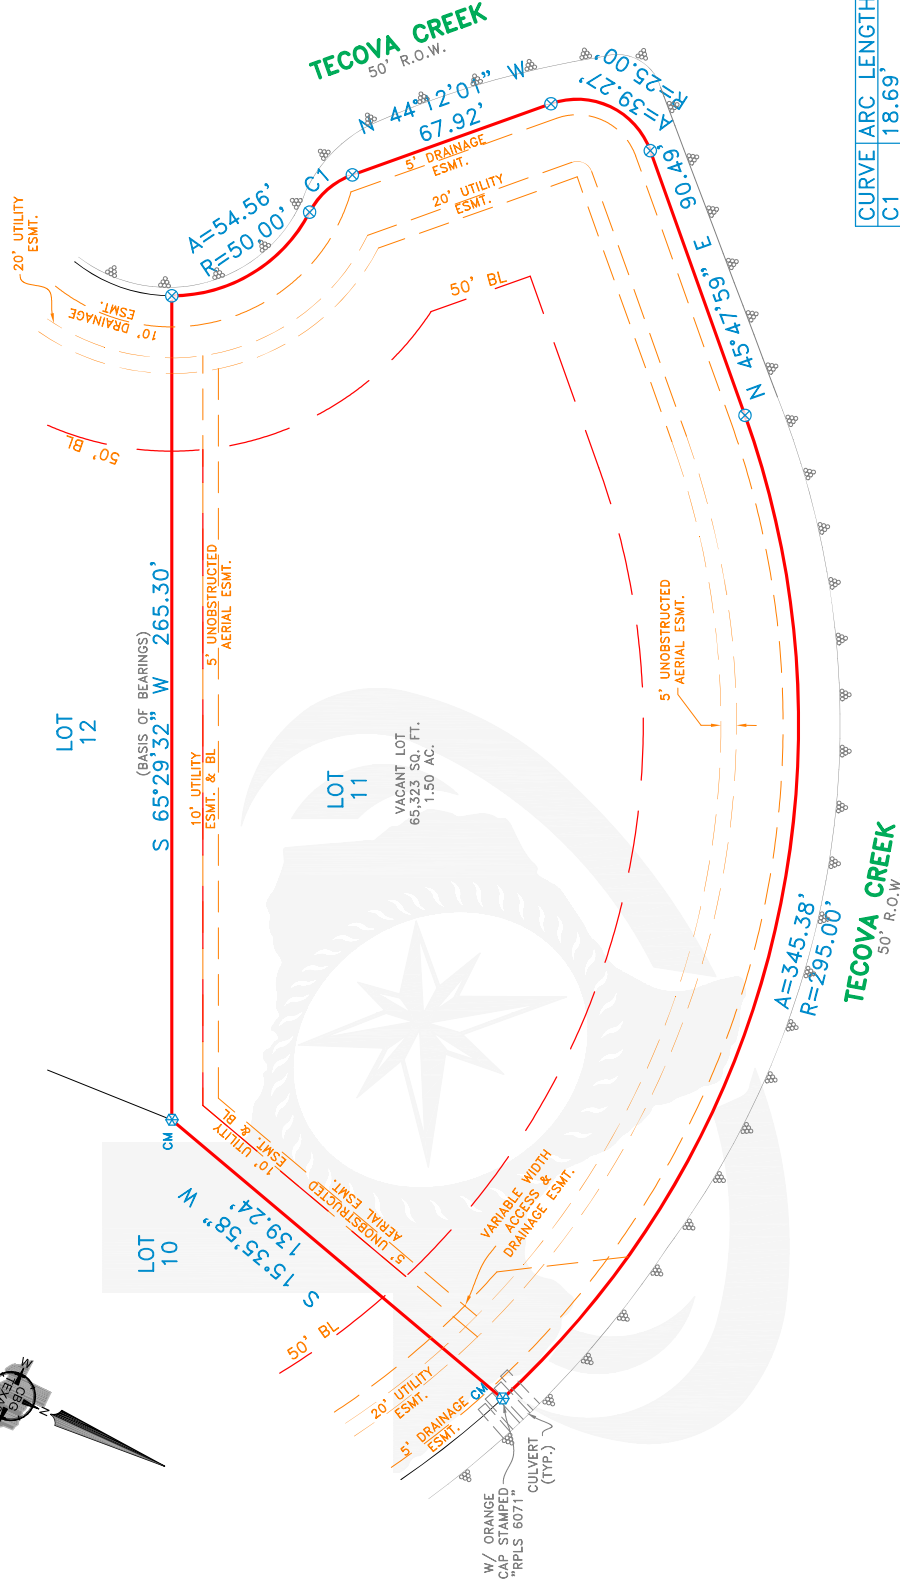 TECOVA CREEK
50' R.O.W.
N 44°12'01" W
67.92'
A=39.27'
R=25.00'
C1
A=54.56'
R=50.00'
5' DRAINAGE
ESMT.
20' UTILITY
ESMT.
20' UTILITY
ESMT.
10' DRAINAGE
ESMT.
50' BL
50' BL
N 45°47'59" E 90.49'
CURVE ARC LENGTH
C1 18.69'
S 65°29'32" W 265.30'
(BASIS OF BEARINGS)
5' UNOBSTRUCTED
AERIAL ESMT.
10' UTILITY
ESMT. & BL
LOT
12
LOT
11
VACANT LOT
65,323 SQ. FT.
1.50 AC.
5' UNOBSTRUCTED
AERIAL ESMT.
A=345.38'
R=295.00'
TECOVA CREEK
50' R.O.W
CM
LOT
10
S 15°35'58" W
139.24'
10' UTILITY
ESMT. & BL
5' UNOBSTRUCTED
AERIAL ESMT.
VARIABLE WIDTH
ACCESS &
DRAINAGE ESMT.
50' BL
20' UTILITY
ESMT.
5' DRAINAGE
ESMT.
CM
W/ ORANGE
CAP STAMPED
"RPLS 6071"
CULVERT
(TYP.)
W
N
CBG